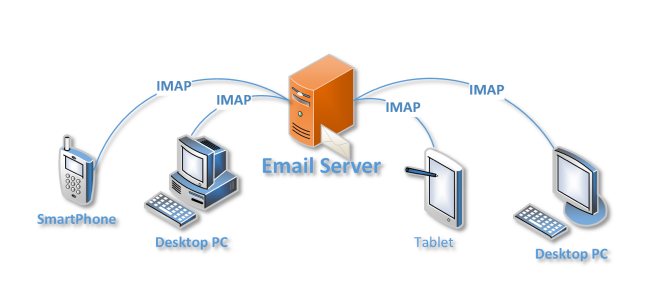 IMAP
IMAP
IMAP
IMAP
Email Server
SmartPhone
Desktop PC
Tablet
Desktop PC